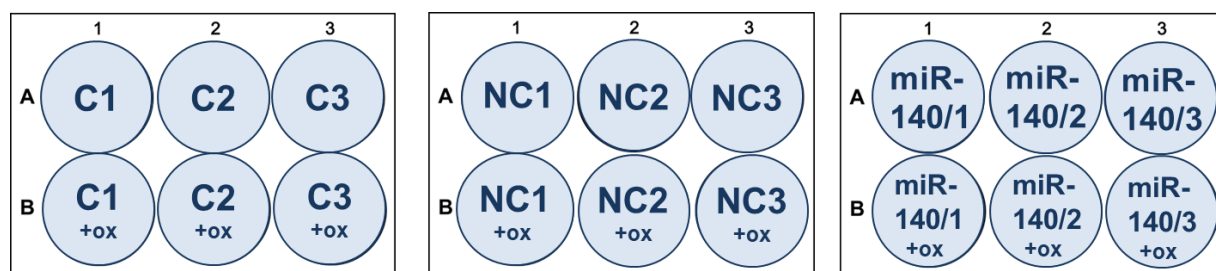 1 2 3
A C1 C2 C3
B C1 +ox C2 +ox C3 +ox
1 2 3
A NC1 NC2 NC3
B NC1 +ox NC2 +ox NC3 +ox
1 2 3
A miR-140/1 miR-140/2 miR-140/3
B miR-140/1 +ox miR-140/2 +ox miR-140/3 +ox